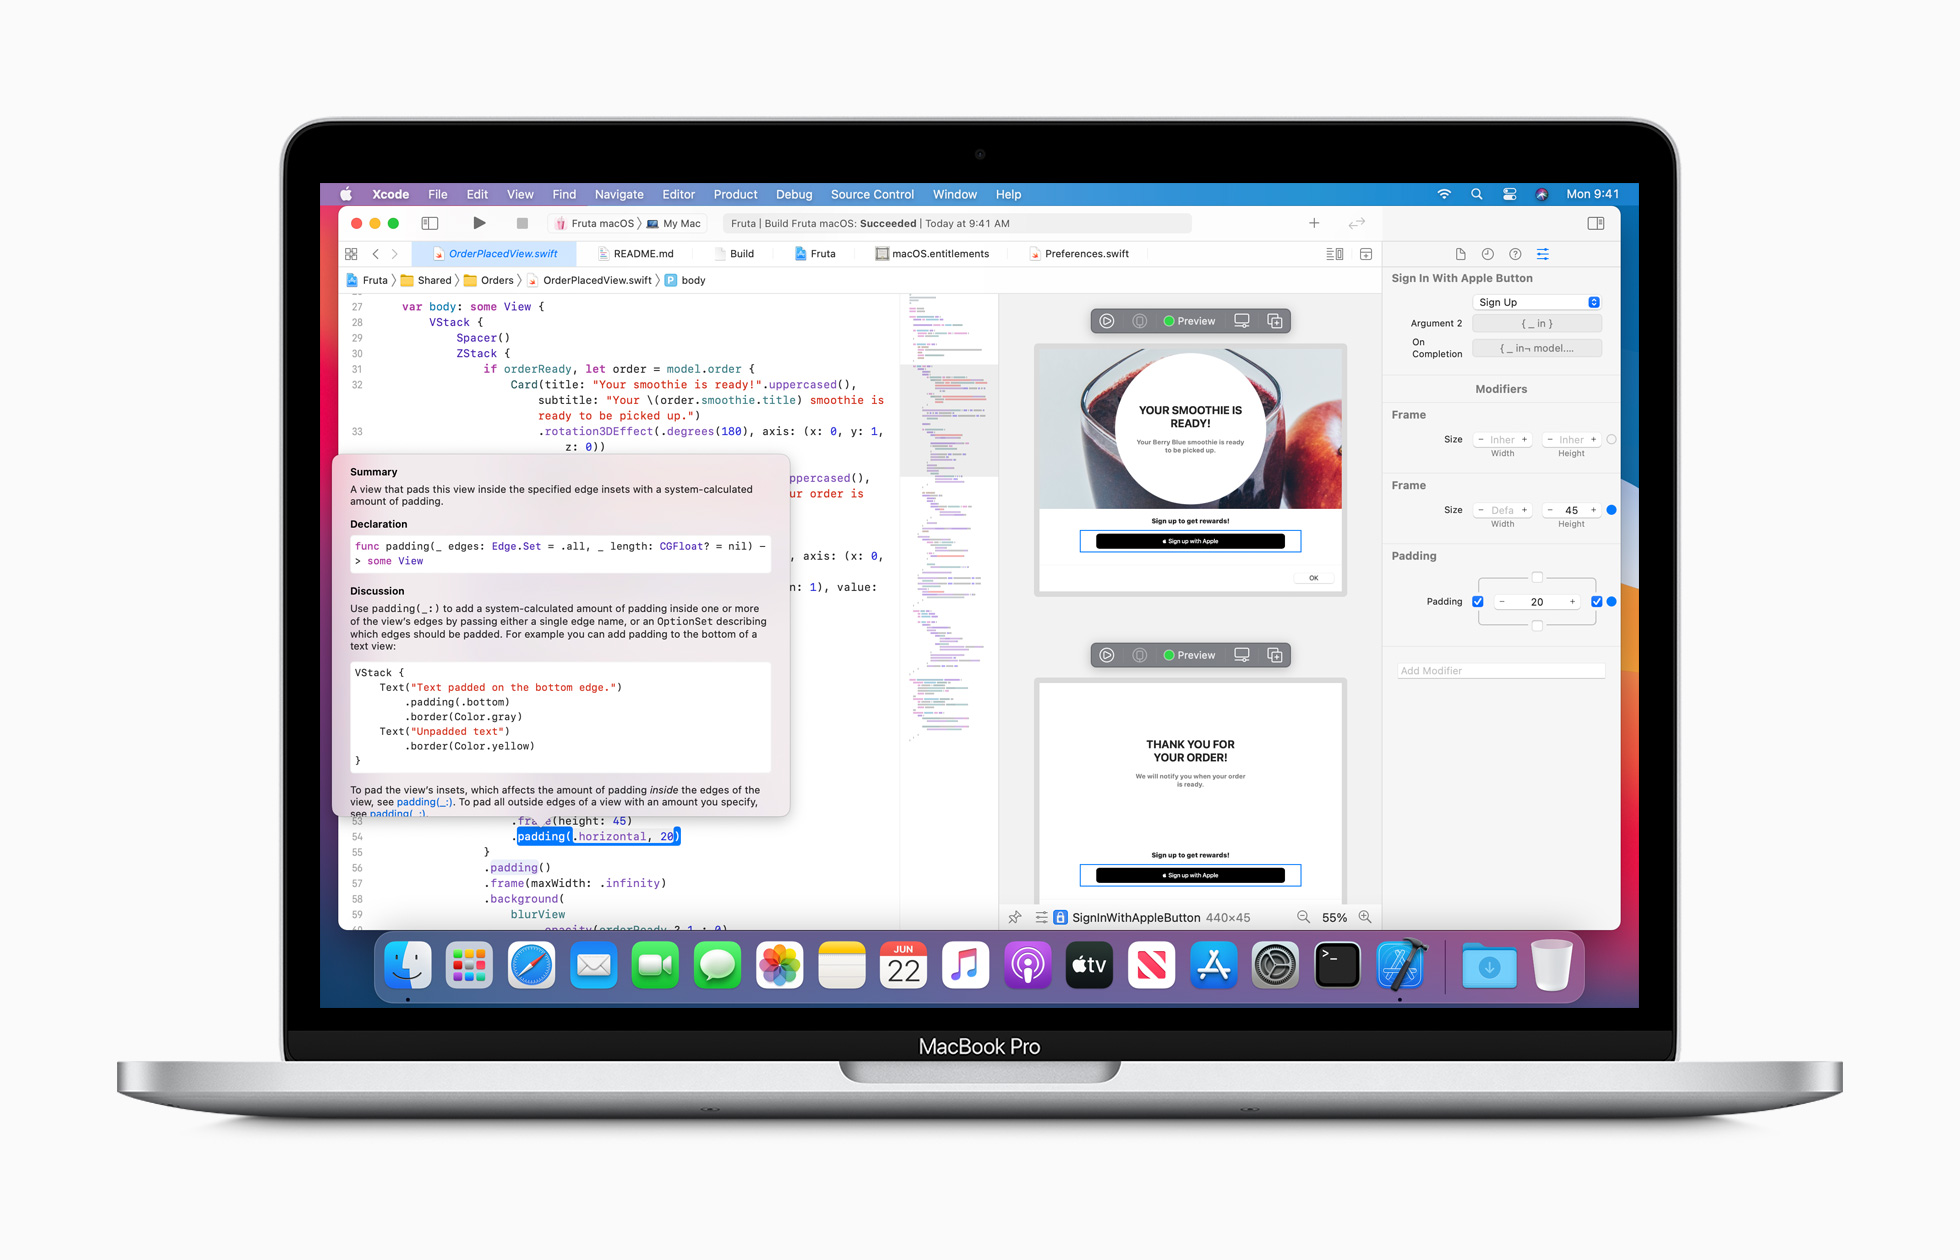 Xcode File Edit View Find Navigate Editor Product Debug Source Control Window Help Mon 9:41
Fruta macOS My Mac Fruta | Build Fruta macOS: Succeeded | Today at 9:41 AM
OrderPlacedView.swift README.md Build Fruta macOS.entitlements Preferences.swift
Fruta Shared Orders OrderPlacedView.swift P body
27 var body: some View {
28 VStack {
29 Spacer()
30 ZStack {
31 if orderReady, let order = model.order {
32 Card(title: "Your smoothie is ready!".uppercased(),
subtitle: "Your \(order.smoothie.title) smoothie is
ready to be picked up.")
33 .rotation3DEffect(.degrees(180), axis: (x: 0, y: 1,
z: 0))
ppercased(),
ur order is
, axis: (x: 0,
n: 1), value:
Summary
A view that pads this view inside the specified edge insets with a system-calculated
amount of padding.
Declaration
func padding(_ edges: Edge.Set = .all, _ length: CGFloat? = nil) -
> some View
Discussion
Use padding(_:) to add a system-calculated amount of padding inside one or more
of the view's edges by passing either a single edge name, or an OptionSet describing
which edges should be padded. For example you can add padding to the bottom of a
text view:
VStack {
Text("Text padded on the bottom edge.")
.padding(.bottom)
.border(Color.gray)
Text("Unpadded text")
.border(Color.yellow)
}
To pad the view's insets, which affects the amount of padding inside the edges of the
view, see padding(_:). To pad all outside edges of a view with an amount you specify,
see padding(_:).
53 .frame(height: 45)
54 .padding(.horizontal, 20)
55 }
56 .padding()
57 .frame(maxWidth: .infinity)
58 .background(
59 blurView
60 .opacity(orderReady ? 1 : 0)
Preview
YOUR SMOOTHIE IS
READY!
Your Berry Blue smoothie is ready
to be picked up.
Sign up to get rewards!
Sign up with Apple
OK
Preview
THANK YOU FOR
YOUR ORDER!
We will notify you when your order
is ready.
Sign up to get rewards!
Sign up with Apple
SignInWithAppleButton 440×45 55%
Sign In With Apple Button
Sign Up
Argument 2 { _ in }
On
Completion { _ in¬ model....
Modifiers
Frame
Size − Inher + − Inher +
Width Height
Frame
Size − Defa + − 45 +
Width Height
Padding
Padding − 20 +
Add Modifier
JUN
22
tv
>_
MacBook Pro